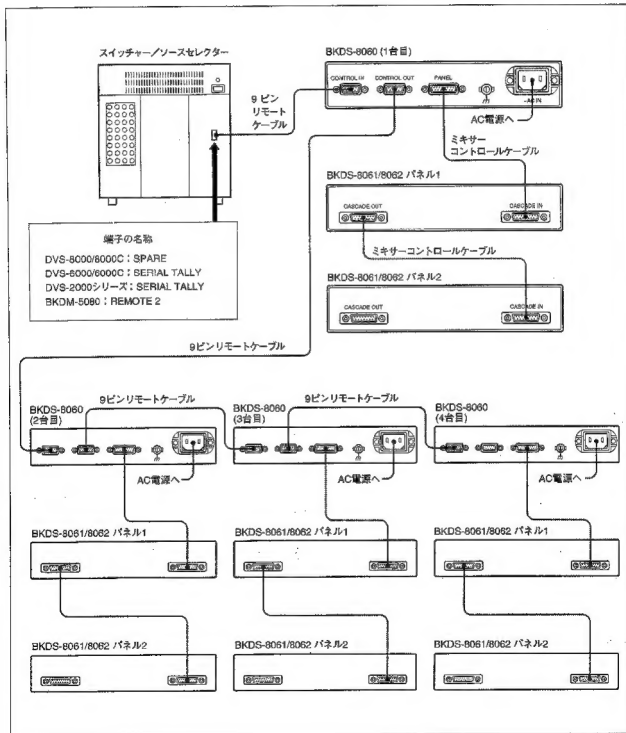 スイッチャー/ソースセレクター
9ピン
リモート
ケーブル
BKDS-8060 (1台目)
CONTROL IN
CONTROL OUT
PANEL
~AC IN
AC電源へ
ミキサー
コントロールケーブル
BKDS-8061/8062 パネル1
CASCADE OUT
CASCADE IN
ミキサーコントロールケーブル
BKDS-8061/8062 パネル2
CASCADE OUT
CASCADE IN
端子の名称
DVS-8000/8000C:SPARE
DVS-6000/6000C:SERIAL TALLY
DVS-2000シリーズ:SERIAL TALLY
BKDM-5080:REMOTE 2
9ピンリモートケーブル
BKDS-8060
(2台目)
9ピンリモートケーブル
AC電源へ
BKDS-8060
(3台目)
9ピンリモートケーブル
AC電源へ
BKDS-8060
(4台目)
AC電源へ
BKDS-8061/8062 パネル1
BKDS-8061/8062 パネル1
BKDS-8061/8062 パネル1
BKDS-8061/8062 パネル2
BKDS-8061/8062 パネル2
BKDS-8061/8062 パネル2